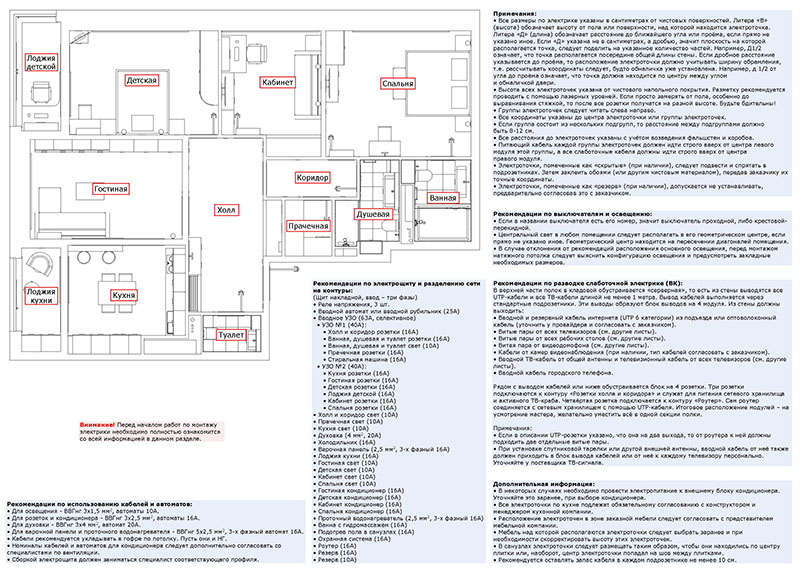 Лоджия
детской
Детская
Кабинет
Спальня
Гостиная
Коридор
Холл
Прачечная
Душевая
Ванная
Лоджия
кухни
Кухня
Туалет
Внимание! Перед началом работ по монтажу
электрики необходимо полностью ознакомится
со всей информацией в данном разделе.
Рекомендации по использованию кабелей и автоматов:
• Для освещения - ВВГнг 3х1,5 мм², автоматы 10А.
• Для розеток и кондиционера - ВВГнг 3х2,5 мм², автоматы 16А.
• Для духовки - ВВГнг 3х4 мм², автомат 20А.
• Для варочной панели и проточного водонагревателя - ВВГнг 5х2,5 мм², 3-х фазный автомат 16А.
• Кабели рекомендуется укладывать в гофре по потолку. Пусть они и НГ.
• Номиналы кабелей и автоматов для кондиционера следует дополнительно согласовать со
специалистами по вентиляции.
• Сборкой электрощита должны заниматься специалист соответствующего профиля.
Рекомендации по электрощиту и разделению сети
на контуры:
(Щит накладной, ввод – три фазы)
• Реле напряжения, 3 шт.
• Вводной автомат или вводной рубильник (25А)
• Вводное УЗО (63А, селективное)
• УЗО №1 (40А):
• Холл и коридор розетки (16А)
• Ванная, душевая и туалет розетки (16А)
• Ванная, душевая и туалет свет (10А)
• Прачечная розетки (16А)
• Стиральная машина (16А)
• УЗО №2 (40А):
• Кухня розетки (16А)
• Гостиная розетки (16А)
• Детская розетки (16А)
• Лоджия детской (16А)
• Кабинет розетки (16А)
• Спальня розетки (16А)
• Холл и коридор свет (10А)
• Прачечная свет (10А)
• Кухня свет (10А)
• Духовка (4 мм², 20А)
• Холодильник (16А)
• Варочная панель (2,5 мм², 3-х фазный 16А)
• Лоджия кухни (16А)
• Гостиная свет (10А)
• Детская свет (10А)
• Кабинет свет (10А)
• Спальня свет (10А)
• Гостиная кондиционер (16А)
• Детская кондиционер (16А)
• Кабинет кондиционер (16А)
• Спальня кондиционер (16А)
• Проточный водонагреватель (2,5 мм², 3-х фазный 16А)
• Ванна с гидромассажем (16А)
• Подогрев пола в санузлах (16А)
• Охранная система (16А)
• Роутер (16А)
• Резерв (16А)
• Резерв (10А)
Примечания:
• Все размеры по электрике указаны в сантиметрах от чистовых поверхностей. Литера «В»
(высота) обозначает высоту от пола или поверхности, над которой находится электроточка.
Литера «Д» (длина) обозначает расстояние до ближайшего угла или проёма, если прямо не
указано иное. Если «Д» указана не в сантиметрах, а дробью, значит плоскость на которой
располагается точка, следует поделить на указанное количество частей. Например, Д1/2
означает, что точка располагается посередине общей длины стены. Если дробное расстояние
указывается до проёма, то расположение электроточки должно учитывать ширину обрамления,
т.е. рассчитывать координаты следует, будто обналичка уже установлена. Например, д 1/2 от
угла до проёма означает, что точка должна находится по центру между углом
и обналичкой двери.
• Высота всех электроточек указана от чистового напольного покрытия. Разметку рекомендуется
проводить с помощью лазерных уровней. Если просто замерять от пола, особенно до
выравнивания стяжкой, то после все розетки получатся на разной высоте. Будьте бдительны!
• Группы электроточек следует читать слева направо.
• Все координаты указаны до центра электроточки или группы электроточек.
• Если группа состоит из нескольких подгрупп, то расстояние между подгруппами должно
быть 8-12 см.
• Все расстояния до электроточек указаны с учётом возведения фальшстен и коробов.
• Питающий кабель каждой группы электроточек должен идти строго вверх от центра левого
модуля этой группы, а все слаботочные кабеля должны идти строго вверх от центра
правого модуля.
• Электроточки, помеченные как «скрытые» (при наличии), следует подвести и спрятать в
подрозетниках. Затем заклеить обоями (или другим чистовым материалом), передав заказчику их
точные координаты.
• Электроточки, помеченные как «резерв» (при наличии), допускается не устанавливать,
предварительно согласовав это с заказчиком.
Рекомендации по выключателям и освещению:
• Если в названии выключателя есть его номер, значит выключатель проходной, либо крестовой-
перекидной.
• Центральный свет в любом помещении следует располагать в его геометрическом центре, если
прямо не указано иное. Геометрический центр находится на пересечении диагоналей помещения.
• В случае отклонения от рекомендаций расположения основного освещения, перед монтажом
натяжного потолка следует выяснить конфигурацию освещения и предусмотреть закладные
необходимых размеров.
Рекомендации по разводке слаботочной электрике (ВК):
В верхней части полок в кладовой обустраивается «серверная», то есть из стены выводятся все
UTP-кабели и все ТВ-кабели длиной не менее 1 метра. Вывод кабелей выполняется через
стандартные подрозетники. Эти выводы образуют блок выводов на 4 модуля. Из стены должны
выходить:
• Вводной и резервный кабель интернета (UTP 6 категории) из подъезда или оптоволоконный
кабель (уточнить у провайдера и согласовать с заказчиком).
• Витые пары от всех телевизоров (см. другие листы).
• Витые пары от всех рабочих столов (см. другие листы).
• Витая пара от видеодомофона (см. другие листы).
• Кабели от камер видеонаблюдения (при наличии, тип кабелей согласовать с заказчиком).
• Вводной ТВ-кабель от общей антенны и телевизионный кабель от всех телевизоров (см. другие
листы).
• Вводной кабель городского телефона.
Рядом с выводом кабелей или ниже обустраивается блок на 4 розетки. Три розетки
подключаются к контуру «Розетки холла и коридора» и служат для питания сетевого хранилища
и активного ТВ-краба. Четвёртая розетка подключается к контуру «Роутер». Сам роутер
соединяется с сетевым хранилищем с помощью UTP-кабеля. Итоговое расположение модулей – на
усмотрение мастера, желательно уместить всё в одной секции полки.
Примечания:
• Если в описании UTP-розетки указано, что она на два выхода, то от роутера к ней должны
подходить две отдельные витые пары.
• При установке спутниковой тарелки или другой внешней антенны, вводной кабель от неё также
должен приходить в блок вывода кабелей или от неё к каждому телевизору персонально.
Уточняйте у поставщика ТВ-сигнала.
Дополнительная информация:
• В некоторых случаях необходимо провести электропитание к внешнему блоку кондиционера.
Уточняйте это заранее, при выборе кондиционера.
• Все электроточки по кухне подлежат обязательному согласованию с конструктором и
менеджером кухонной компании.
• Расположение электроточек в зоне заказной мебели следует согласовать с представителем
мебельной компании.
• Мебель над которой располагаются электроточки следует выбрать заранее и при
необходимости скорректировать высоту этих электроточек.
• В санузлах электроточки следует размещать таким образом, чтобы они находились по центру
плитки или, наоборот, центр электроточки попадал на шов между плитками.
• Рекомендуется оставлять запас кабеля в каждом подрозетнике не менее 10 см.